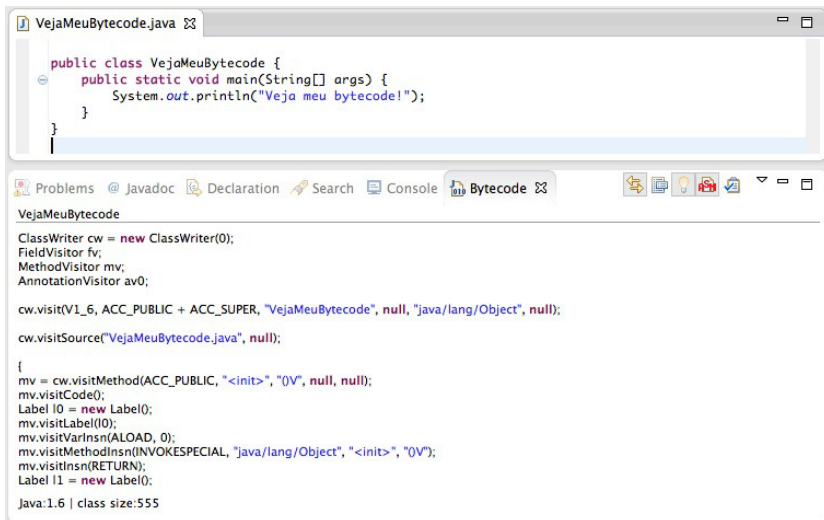 VejaMeuBytecode.java
public class VejaMeuBytecode {
public static void main(String[] args) {
System.out.println("Veja meu bytecode!");
}
}
Problems @ Javadoc Declaration Search Console Bytecode
VejaMeuBytecode
ClassWriter cw = new ClassWriter(0);
FieldVisitor fv;
MethodVisitor mv;
AnnotationVisitor av0;
cw.visit(V1_6, ACC_PUBLIC + ACC_SUPER, "VejaMeuBytecode", null, "java/lang/Object", null);
cw.visitSource("VejaMeuBytecode.java", null);
{
mv = cw.visitMethod(ACC_PUBLIC, "<init>", "()V", null, null);
mv.visitCode();
Label l0 = new Label();
mv.visitLabel(l0);
mv.visitVarInsn(ALOAD, 0);
mv.visitMethodInsn(INVOKESPECIAL, "java/lang/Object", "<init>", "()V");
mv.visitInsn(RETURN);
Label l1 = new Label();
Java:1.6 | class size:555